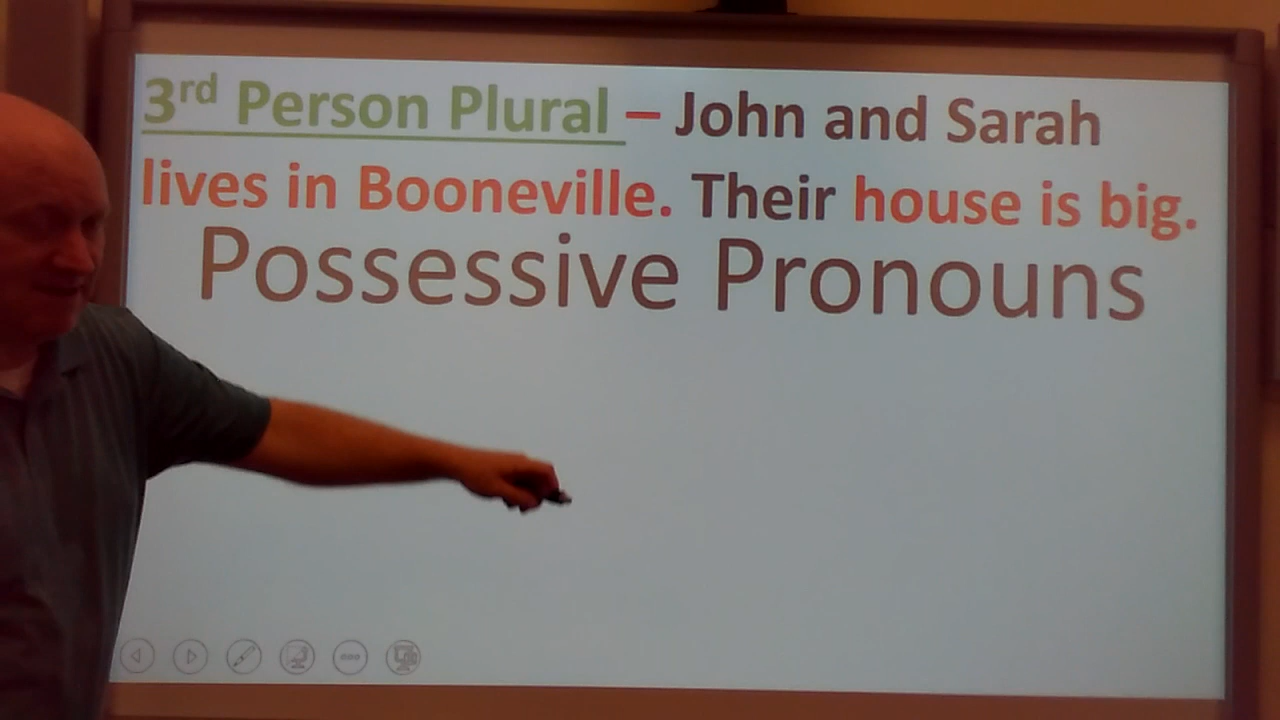 3rd Person Plural – John and Sarah
lives in Booneville. Their house is big.
Possessive Pronouns